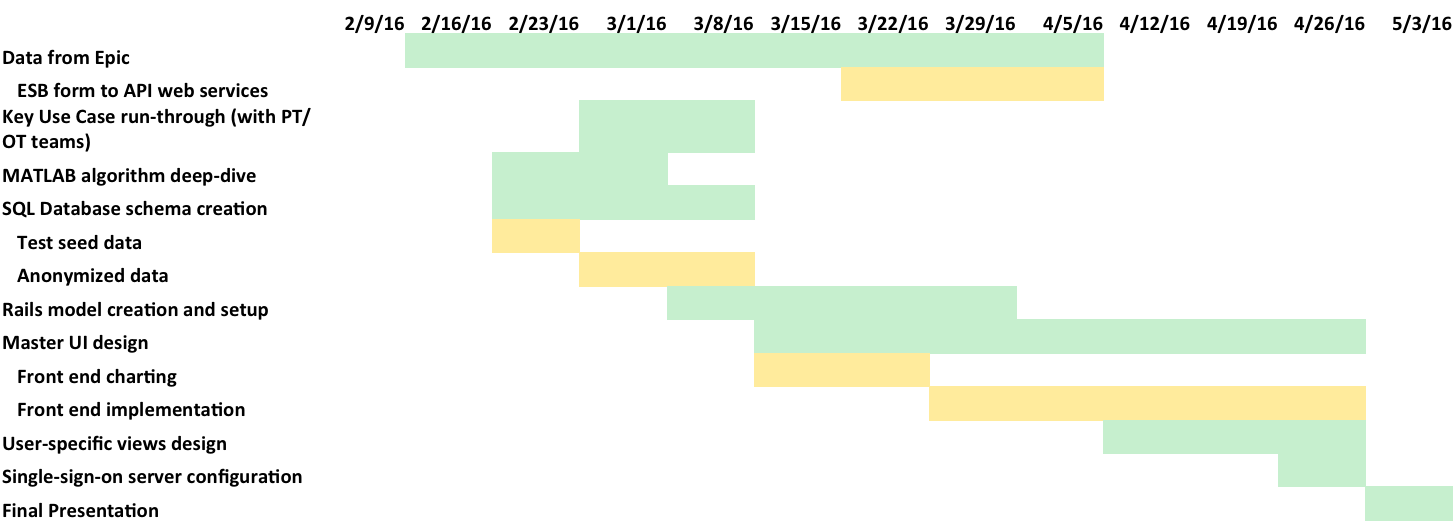 2/9/16 2/16/16 2/23/16 3/1/16 3/8/16 3/15/16 3/22/16 3/29/16 4/5/16 4/12/16 4/19/16 4/26/16 5/3/16
Data from Epic
ESB form to API web services
Key Use Case run-through (with PT/
OT teams)
MATLAB algorithm deep-dive
SQL Database schema creation
Test seed data
Anonymized data
Rails model creation and setup
Master UI design
Front end charting
Front end implementation
User-specific views design
Single-sign-on server configuration
Final Presentation